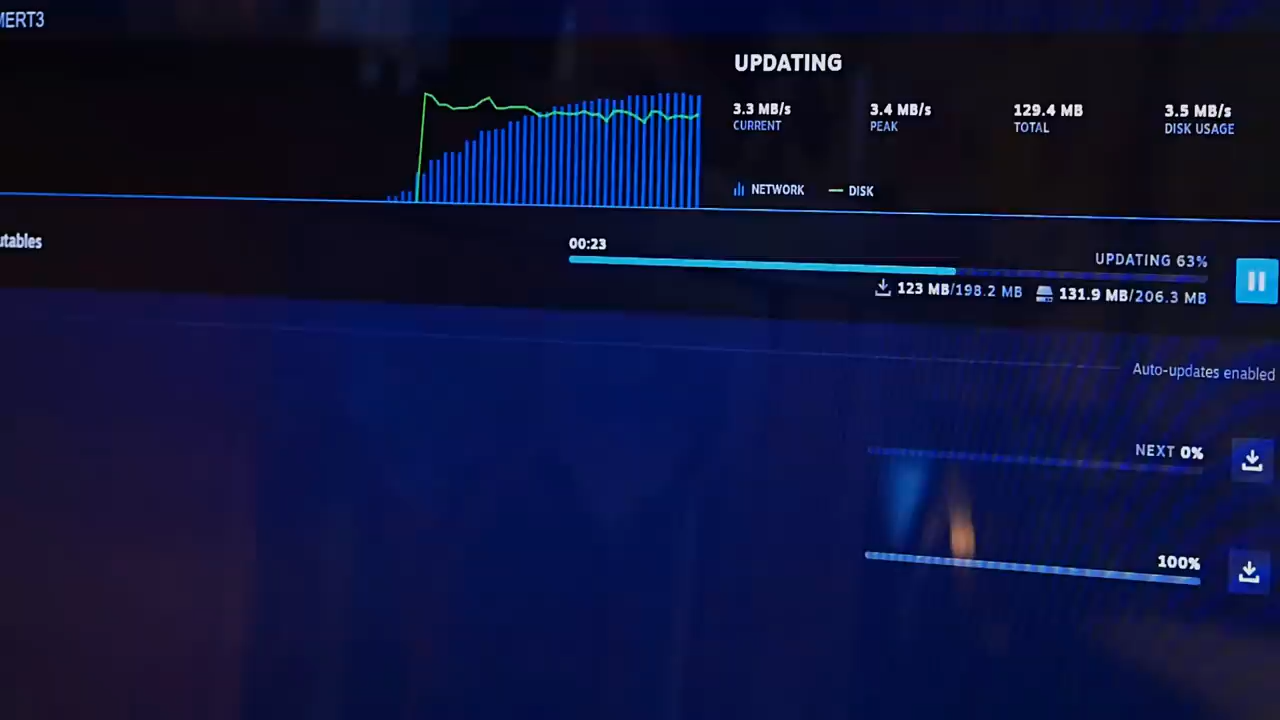 MERT3
UPDATING
3.3 MB/s 3.4 MB/s 129.4 MB 3.5 MB/s
CURRENT PEAK TOTAL DISK USAGE
NETWORK DISK
utables
00:23
UPDATING 63%
123 MB/198.2 MB 131.9 MB/206.3 MB
Auto-updates enabled
NEXT 0%
100%